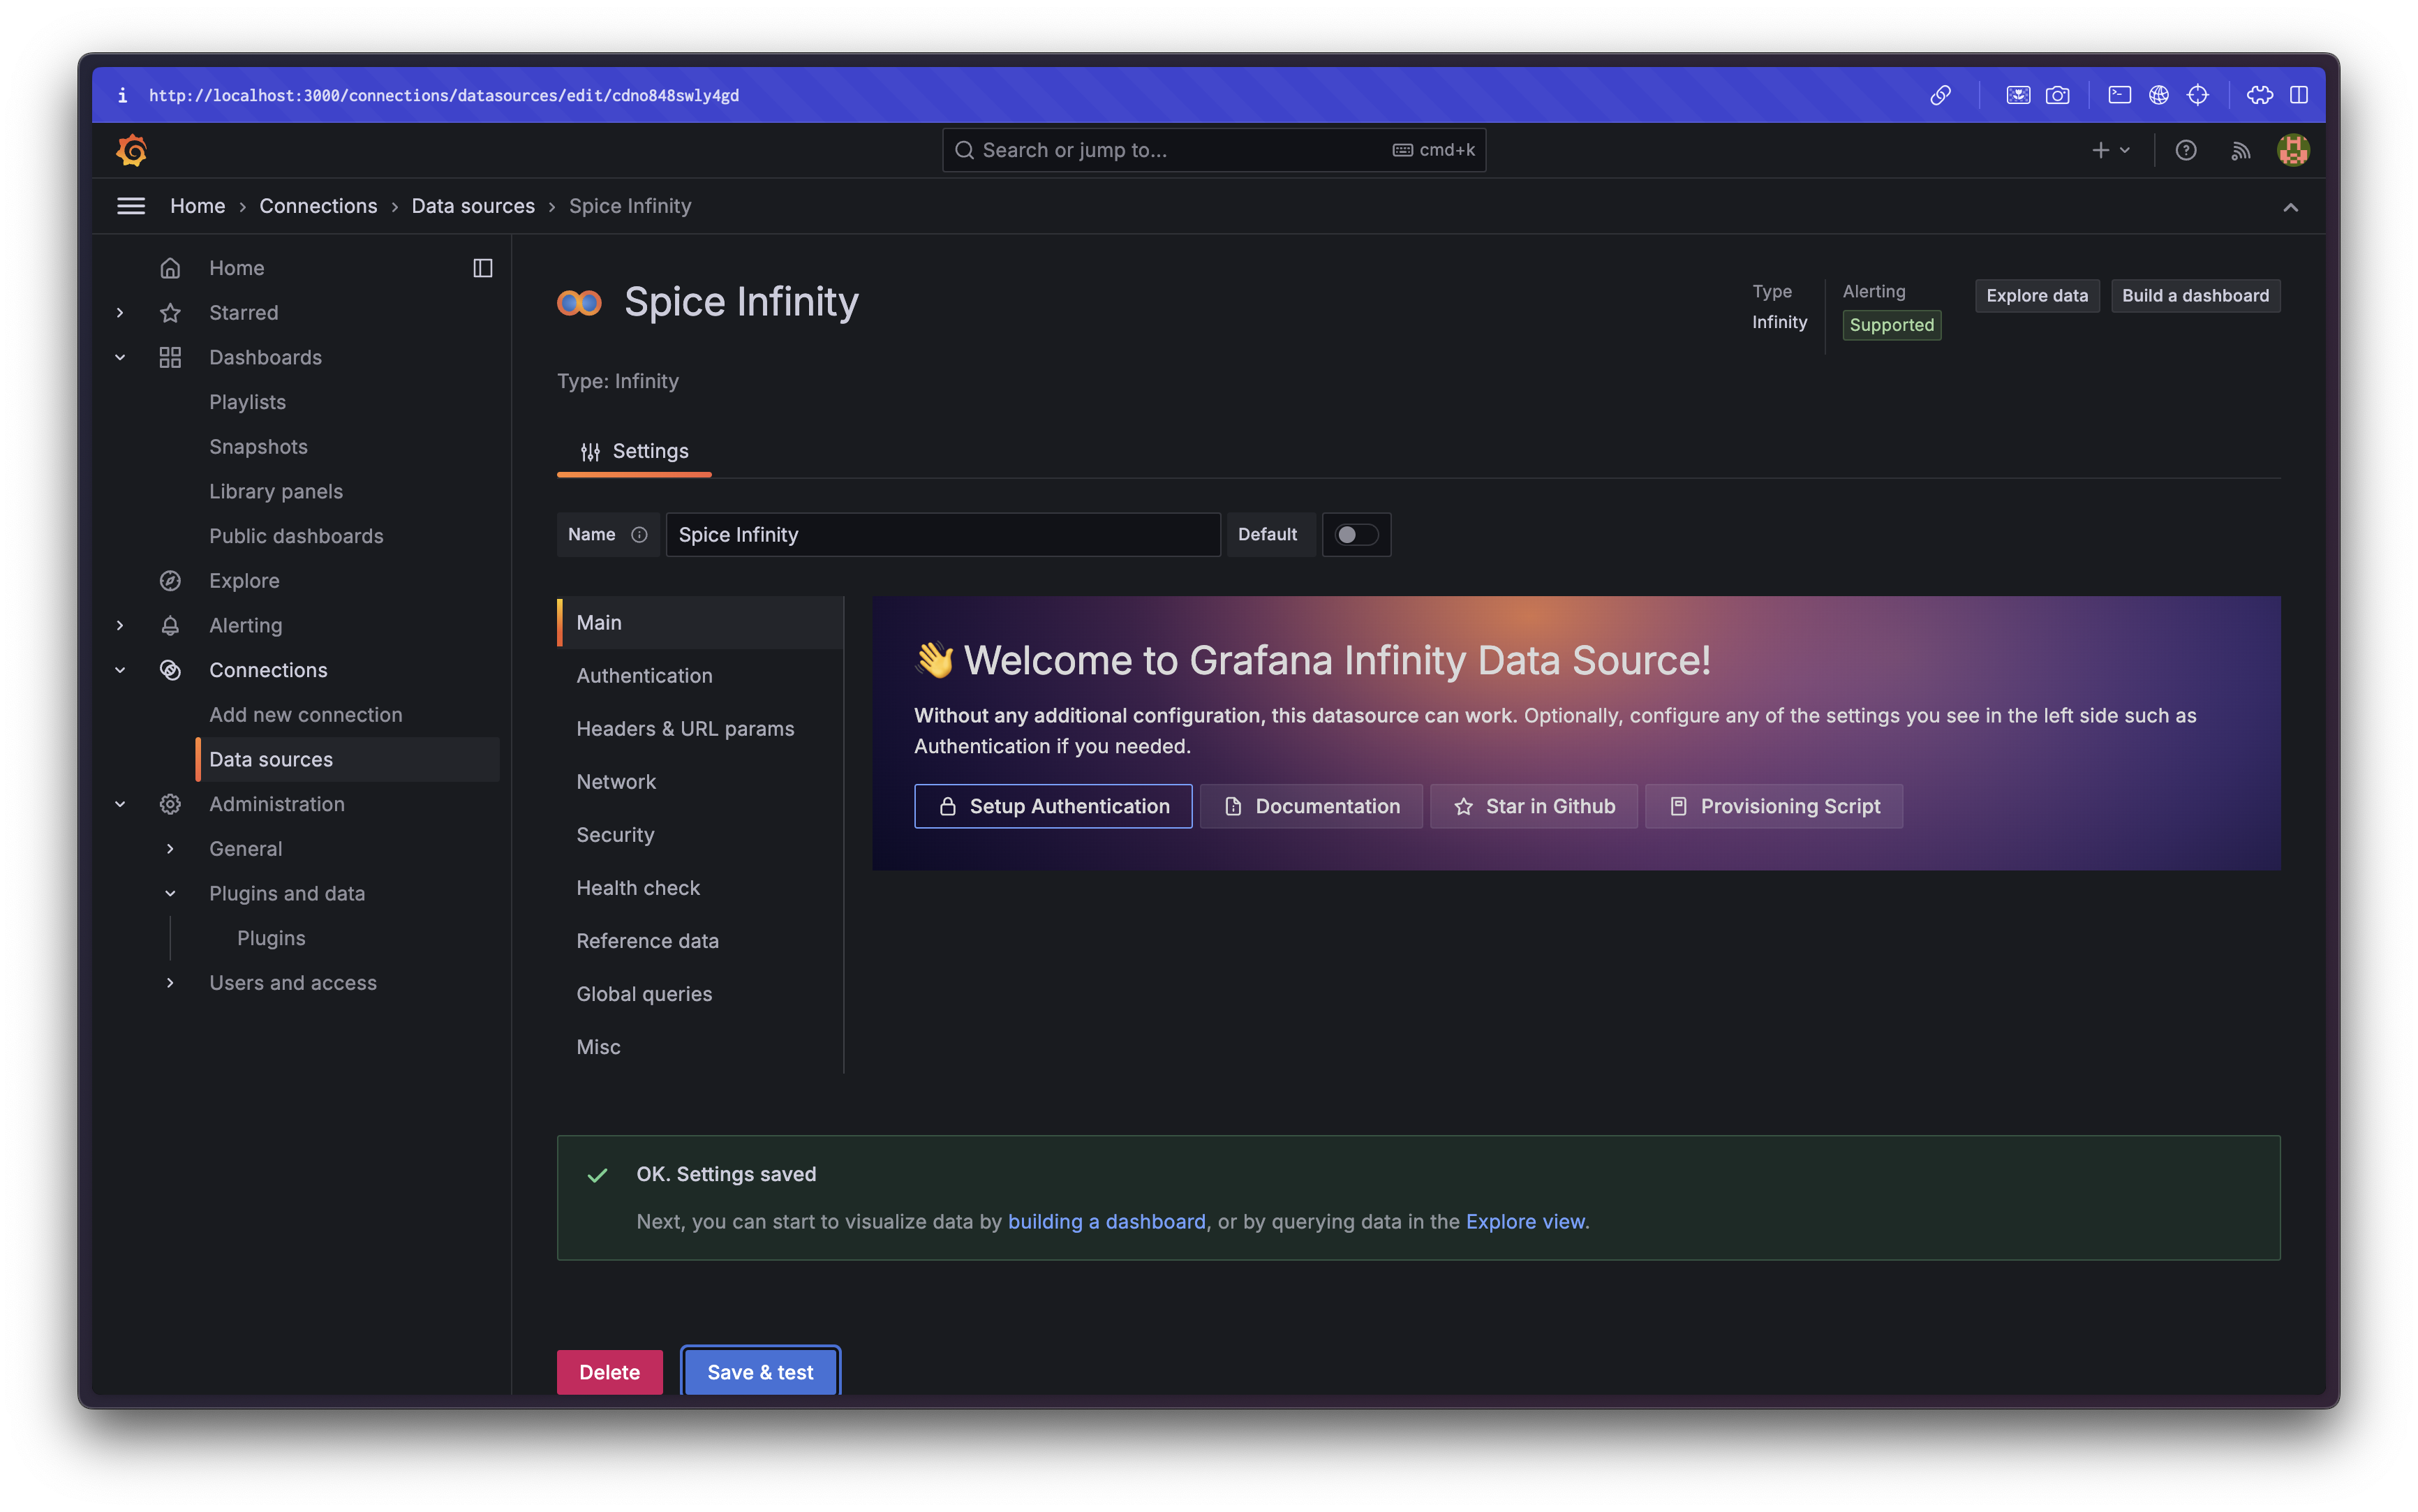 http://localhost:3000/connections/datasources/edit/cdno848swly4gd
Search or jump to...
cmd+k
Home › Connections › Data sources › Spice Infinity
Home
Starred
Dashboards
Playlists
Snapshots
Library panels
Public dashboards
Explore
Alerting
Connections
Add new connection
Data sources
Administration
General
Plugins and data
Plugins
Users and access
Spice Infinity
Type
Infinity
Alerting
Supported
Explore data
Build a dashboard
Type: Infinity
Settings
Name
Spice Infinity
Default
Main
Authentication
Headers & URL params
Network
Security
Health check
Reference data
Global queries
Misc
👋 Welcome to Grafana Infinity Data Source!
Without any additional configuration, this datasource can work. Optionally, configure any of the settings you see in the left side such as
Authentication if you needed.
Setup Authentication
Documentation
Star in Github
Provisioning Script
OK. Settings saved
Next, you can start to visualize data by building a dashboard, or by querying data in the Explore view.
Delete
Save & test